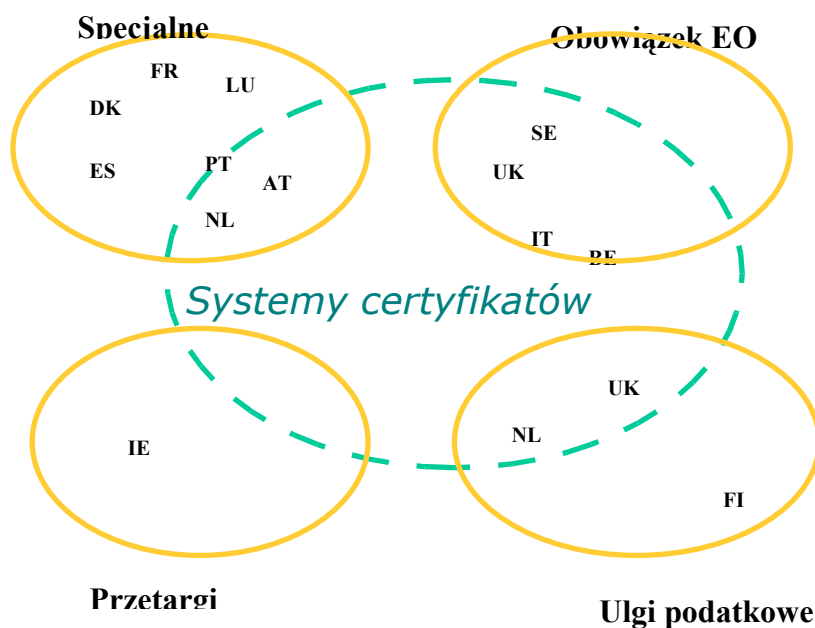 Specjalne
Obowiązek EO
FR
LU
DK
SE
ES
PT
AT
UK
NL
IT
BE
Systemy certyfikatów
UK
NL
IE
FI
Przetargi
Ulgi podatkowe